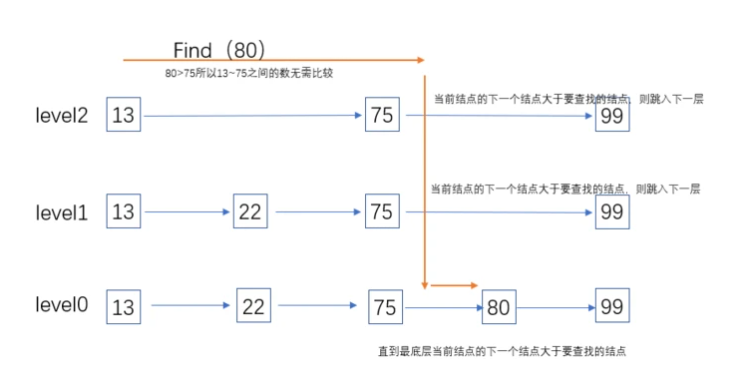 Find（80）
80>75所以13~75之间的数无需比较
当前结点的下一个结点大于要查找的结点，则跳入下一层
level2 13 75 99
当前结点的下一个结点大于要查找的结点，则跳入下一层
level1 13 22 75 99
level0 13 22 75 80 99
直到最底层当前结点的下一个结点大于要查找的结点